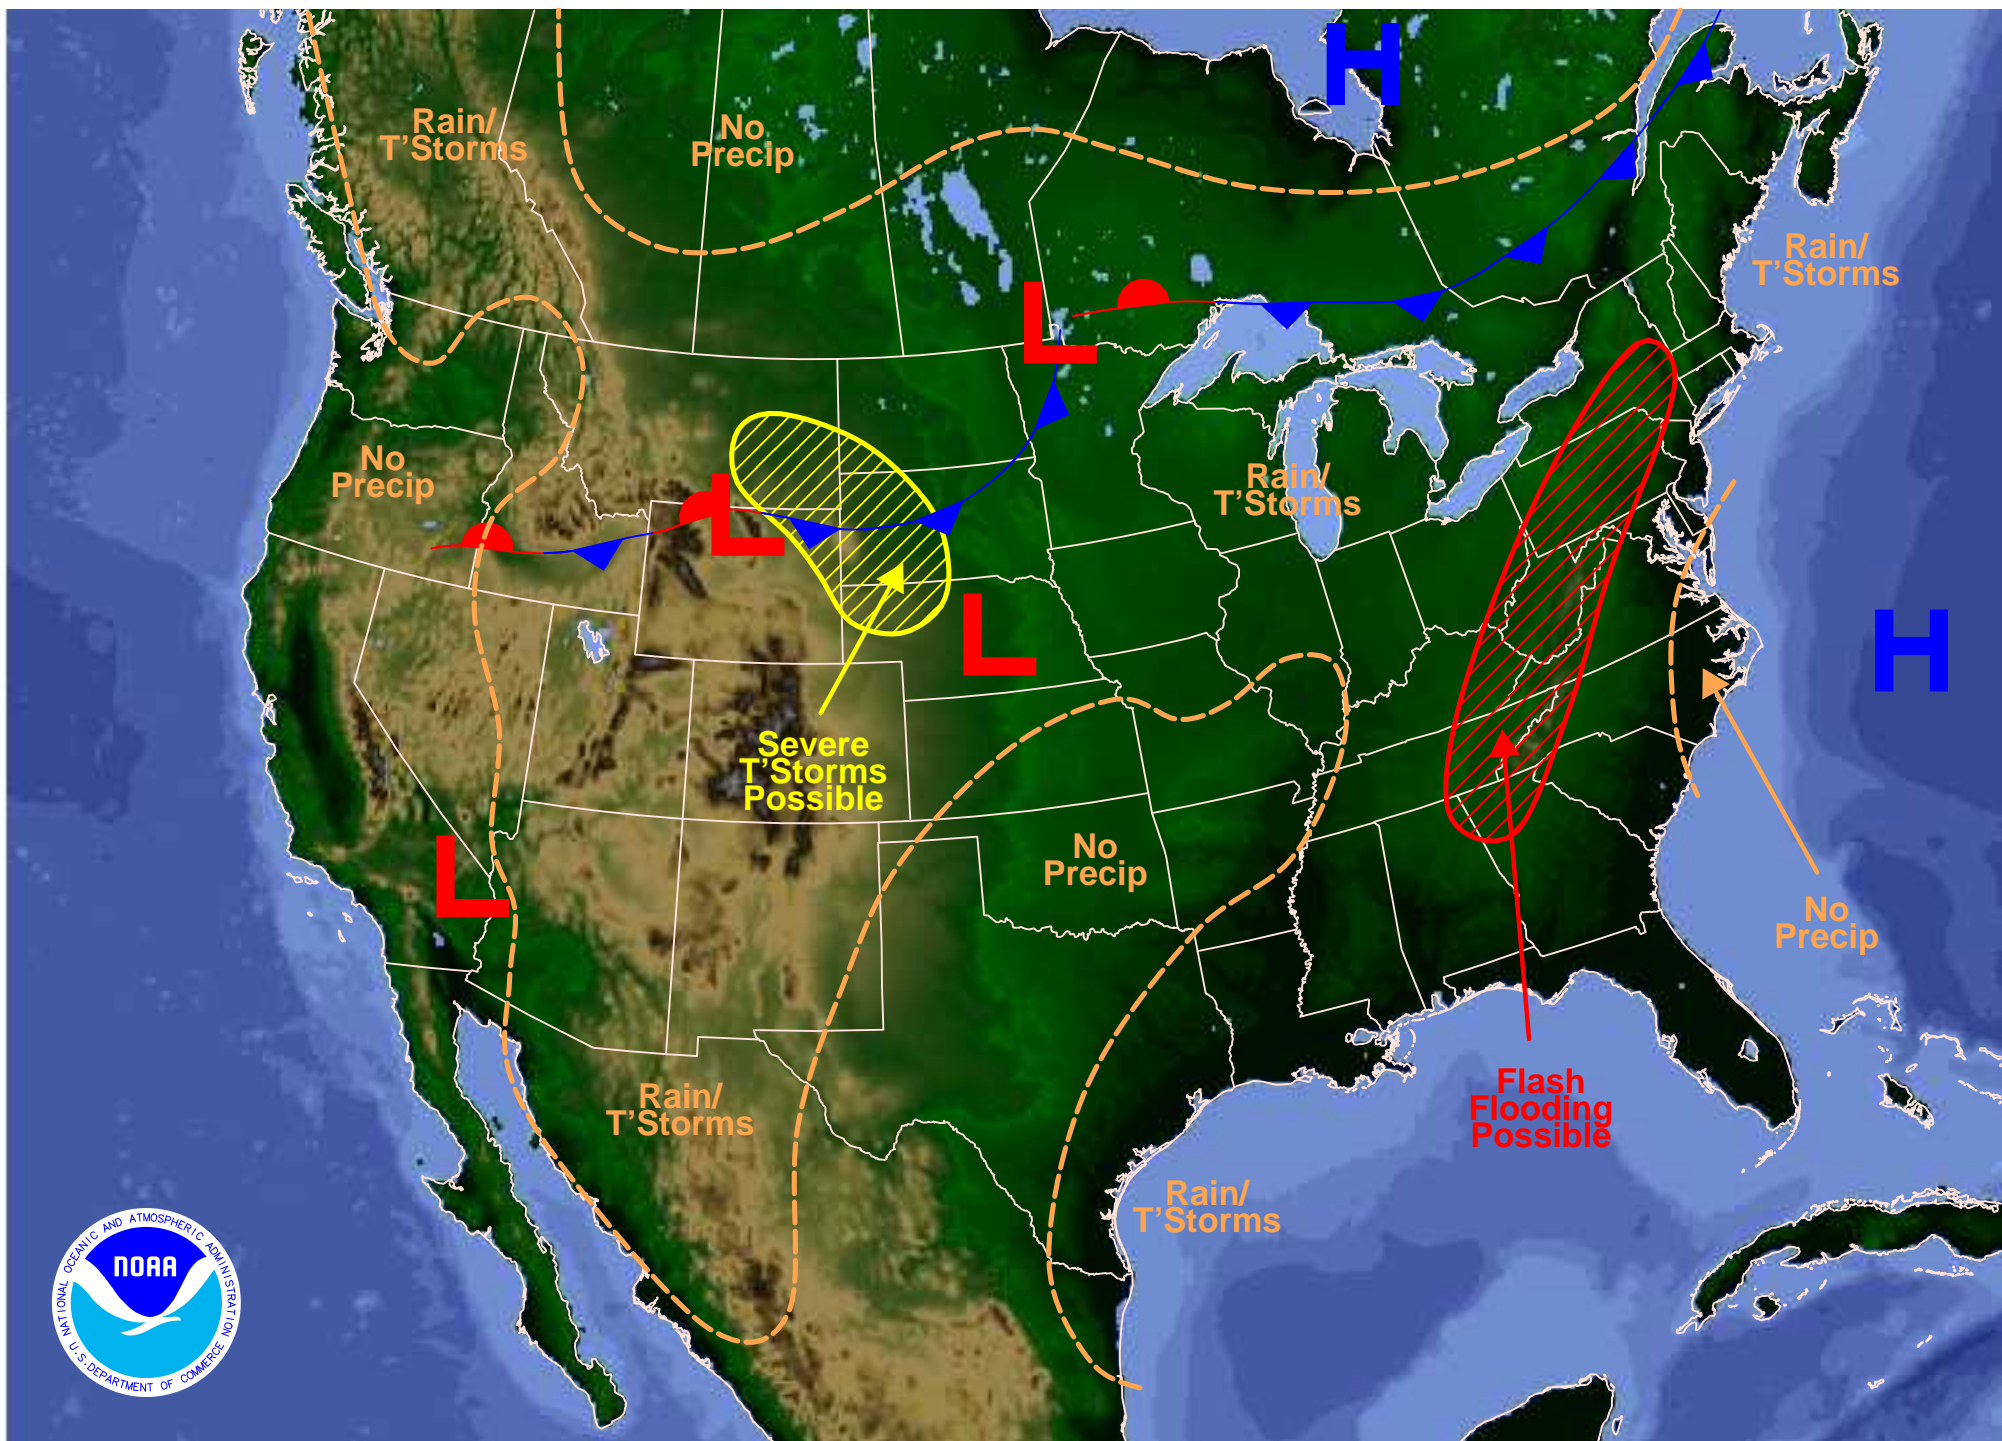 H
Rain/
T'Storms
No
Precip
Rain/
T'Storms
L
No
Precip
Rain/
T'Storms
L
L
H
Severe
T'Storms
Possible
L
No
Precip
No
Precip
Rain/
T'Storms
Flash
Flooding
Possible
Rain/
T'Storms
NATIONAL OCEANIC AND ATMOSPHERIC ADMINISTRATION
NOAA
U.S. DEPARTMENT OF COMMERCE